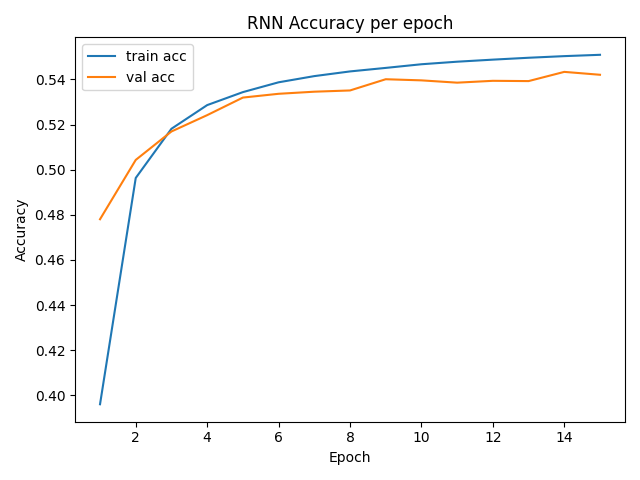 RNN Accuracy per epoch
train acc
val acc
Accuracy
0.54
0.52
0.50
0.48
0.46
0.44
0.42
0.40
2 4 6 8 10 12 14
Epoch